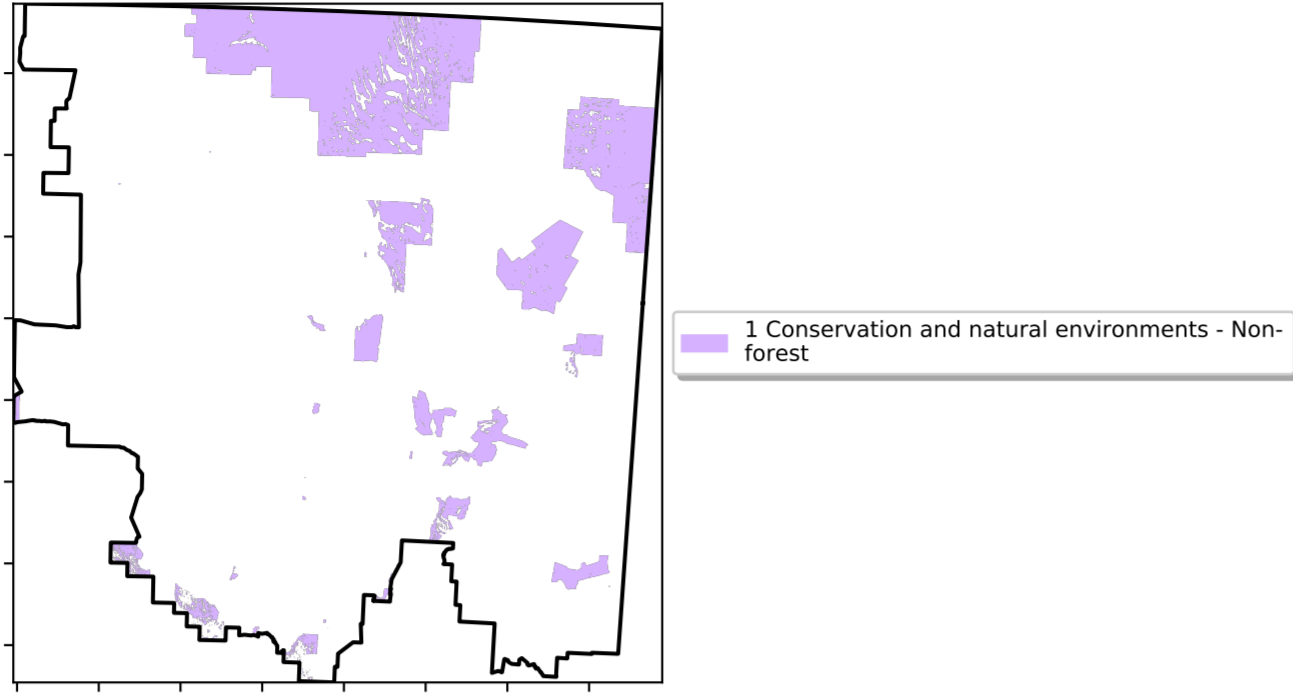 1 Conservation and natural environments - Non-
forest